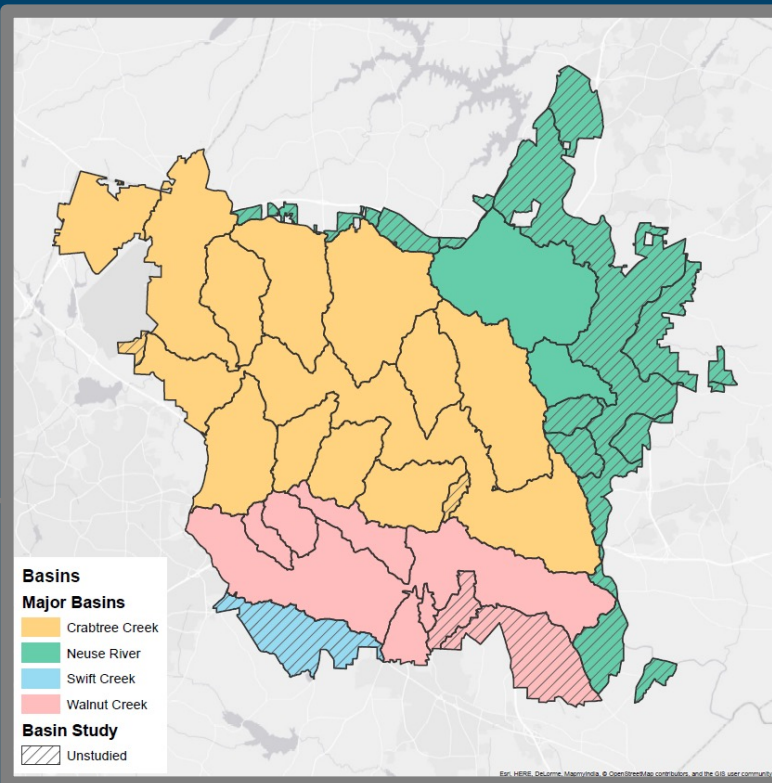 Basins
Major Basins
Crabtree Creek
Neuse River
Swift Creek
Walnut Creek
Basin Study
Unstudied
Esri, HERE, DeLorme, MapmyIndia, © OpenStreetMap contributors, and the GIS user community